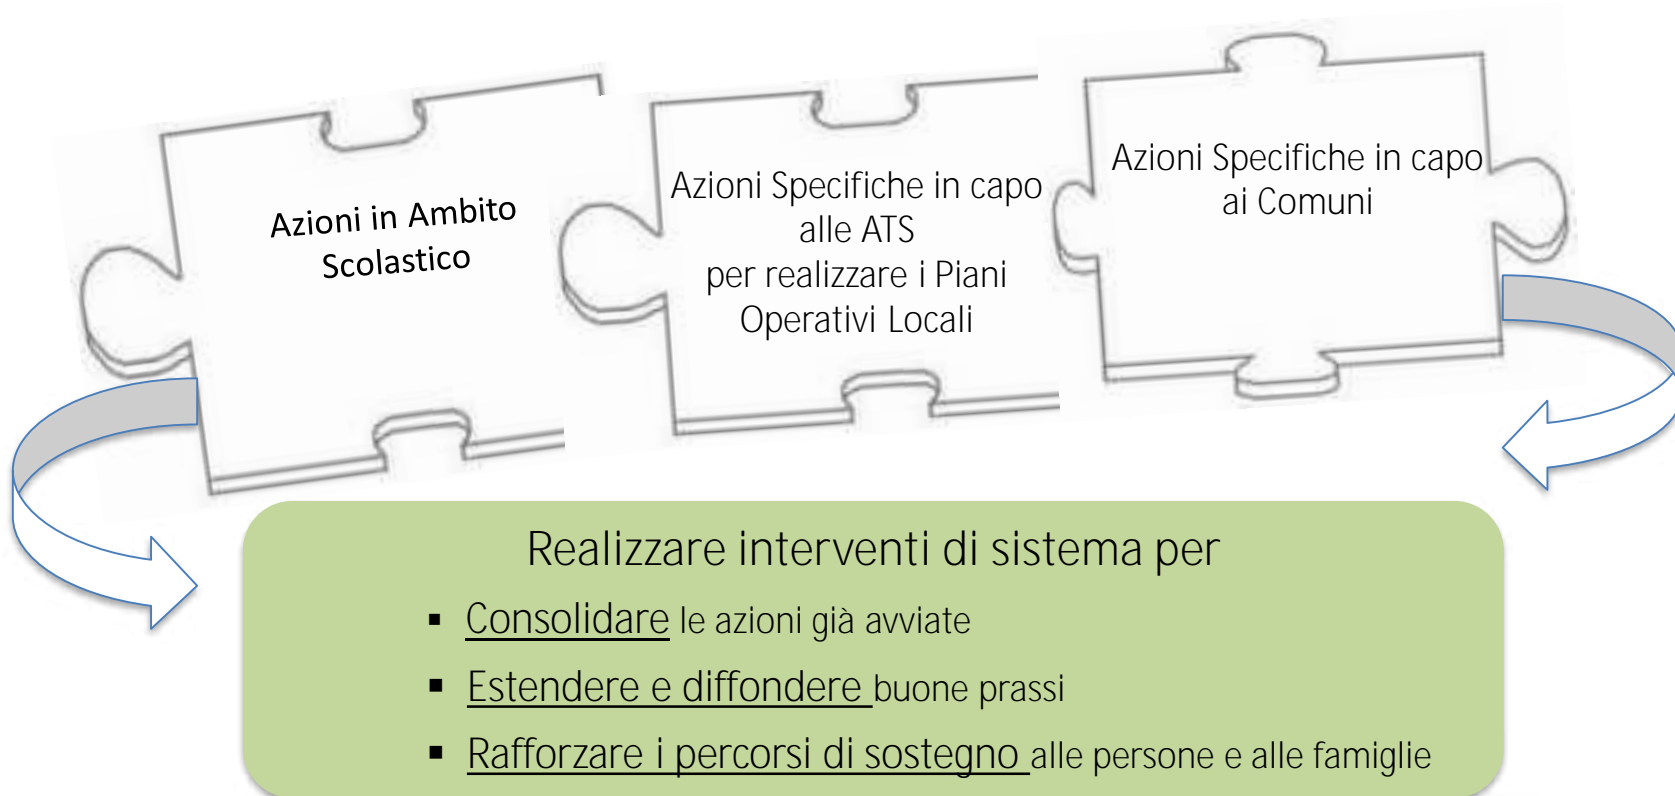 Azioni in Ambito
Scolastico
Azioni Specifiche in capo
alle ATS
per realizzare i Piani
Operativi Locali
Azioni Specifiche in capo
ai Comuni
Realizzare interventi di sistema per
▪ Consolidare le azioni già avviate
▪ Estendere e diffondere buone prassi
▪ Rafforzare i percorsi di sostegno alle persone e alle famiglie